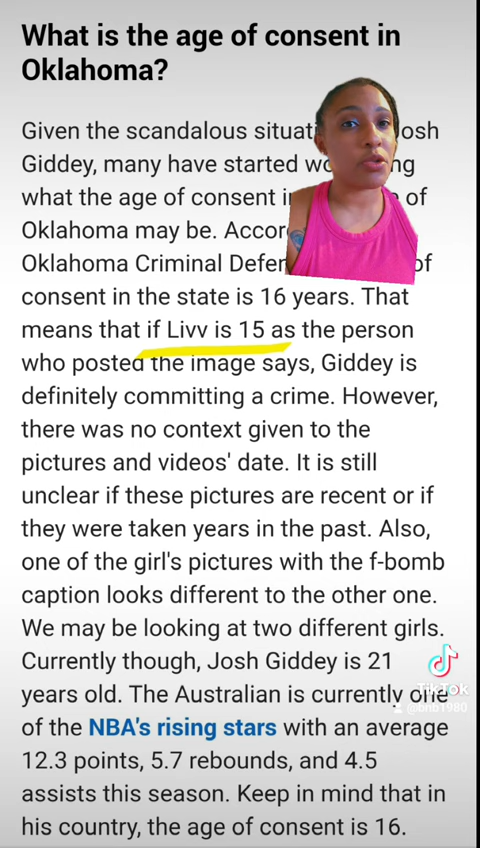 What is the age of consent in
Oklahoma?
Given the scandalous situati Josh
Giddey, many have started wo ng
what the age of consent i of
Oklahoma may be. Accor
Oklahoma Criminal Defen of
consent in the state is 16 years. That
means that if Livv is 15 as the person
who posted the image says, Giddey is
definitely committing a crime. However,
there was no context given to the
pictures and videos' date. It is still
unclear if these pictures are recent or if
they were taken years in the past. Also,
one of the girl's pictures with the f-bomb
caption looks different to the other one.
We may be looking at two different girls.
Currently though, Josh Giddey is 21
years old. The Australian is currently one
of the NBA's rising stars with an average
12.3 points, 5.7 rebounds, and 4.5
assists this season. Keep in mind that in
his country, the age of consent is 16.
TikTok